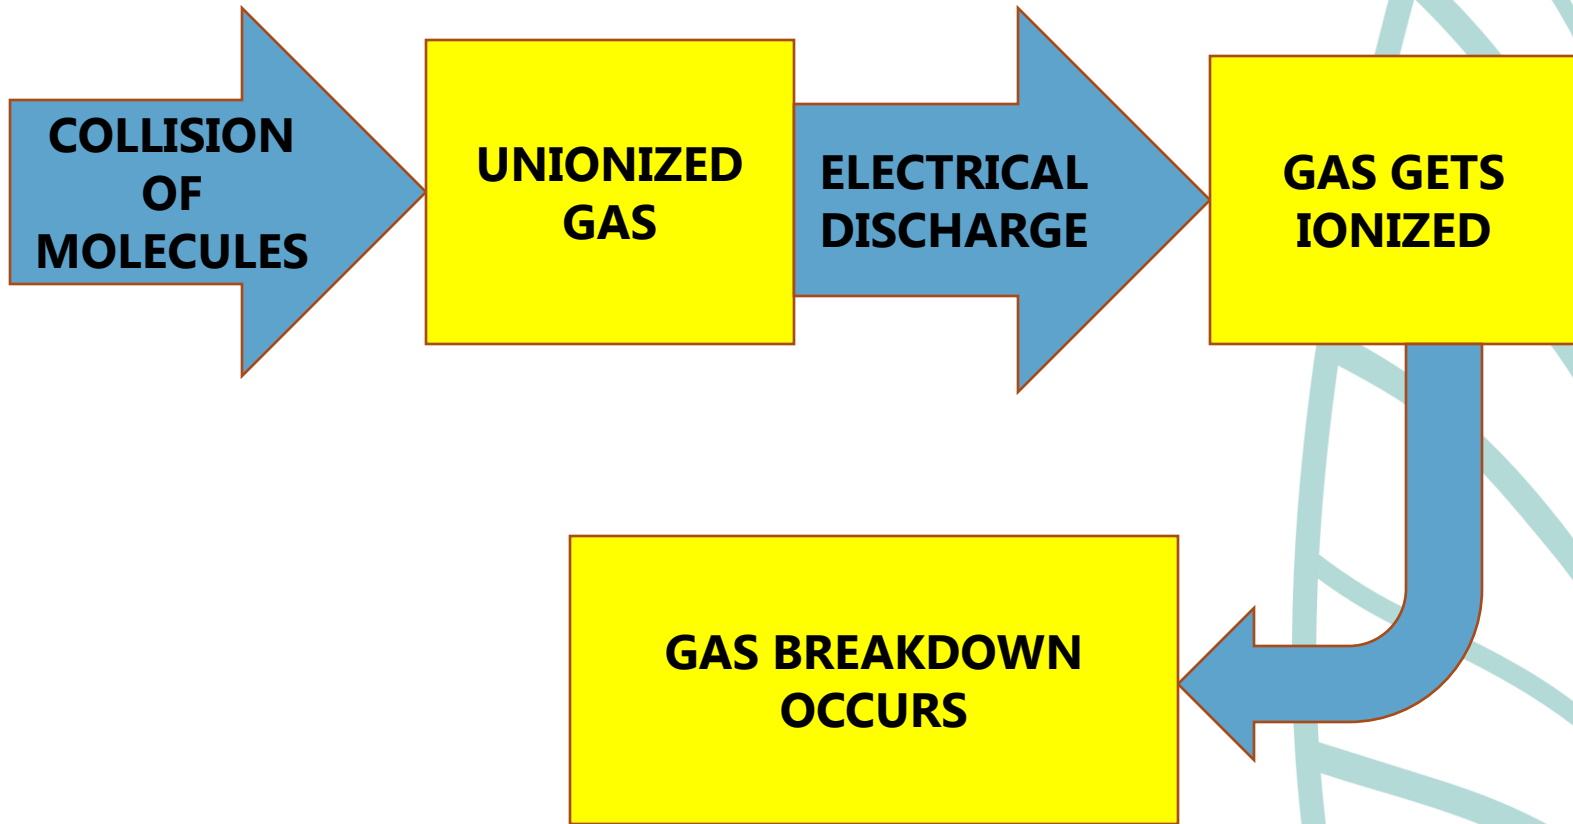 COLLISION
OF
MOLECULES
UNIONIZED
GAS
ELECTRICAL
DISCHARGE
GAS GETS
IONIZED
GAS BREAKDOWN
OCCURS